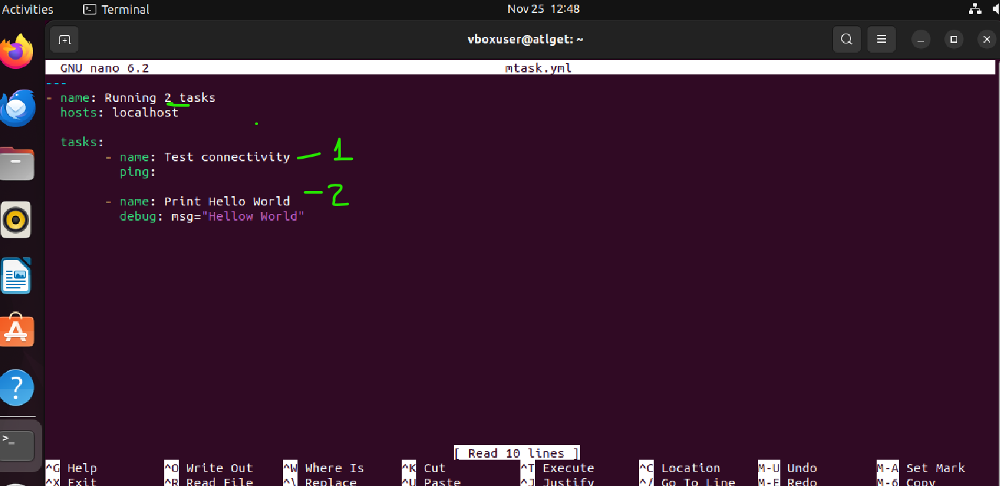 Activities Terminal Nov 25 12:48
vboxuser@atlget: ~
GNU nano 6.2 mtask.yml
---
- name: Running 2 tasks
hosts: localhost
tasks:
- name: Test connectivity - 1
ping:
- name: Print Hello World - 2
debug: msg="Hellow World"
[ Read 10 lines ]
^G Help ^O Write Out ^W Where Is ^K Cut ^T Execute ^C Location M-U Undo M-A Set Mark
^X Exit ^R Read File ^\ Replace ^U Paste ^J Justify ^/ Go To Line M-E Redo M-6 Copy